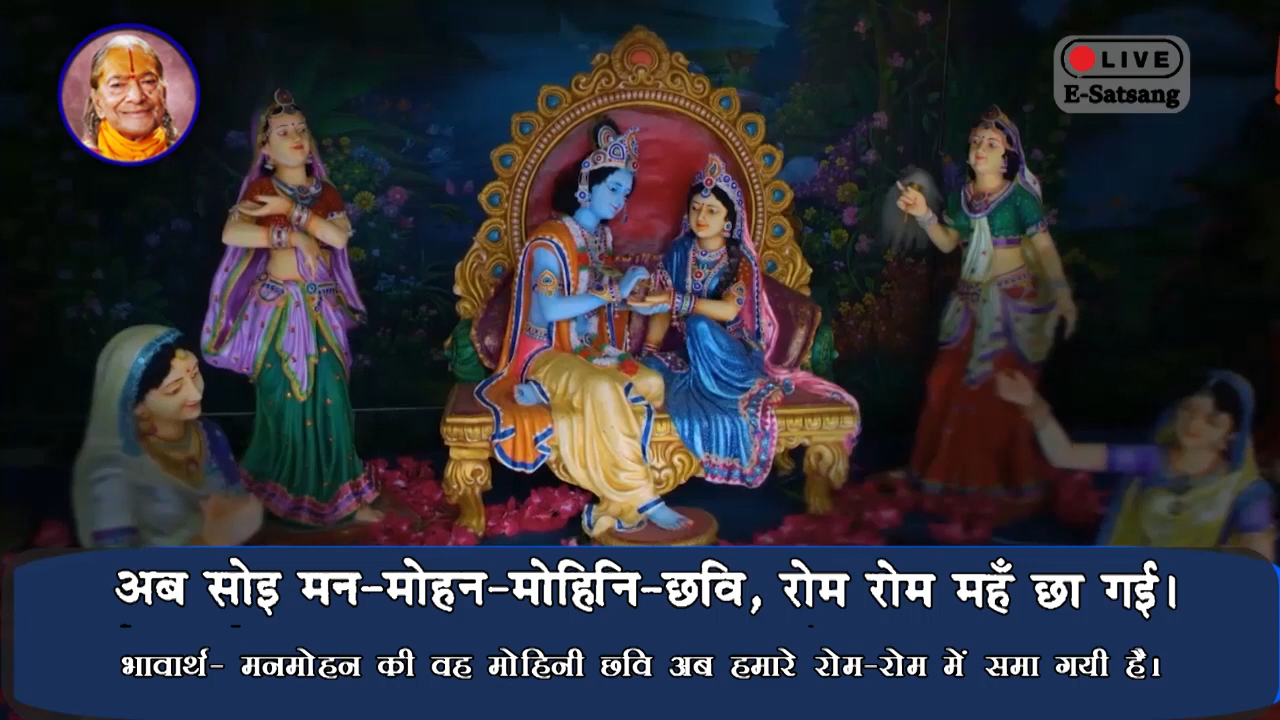 LIVE
E-Satsang
अब सोइ मन-मोहन-मोहिनि-छवि, रोम रोम महँ छा गई।
भावार्थ- मनमोहन की वह मोहिनी छवि अब हमारे रोम-रोम में समा गयी है।